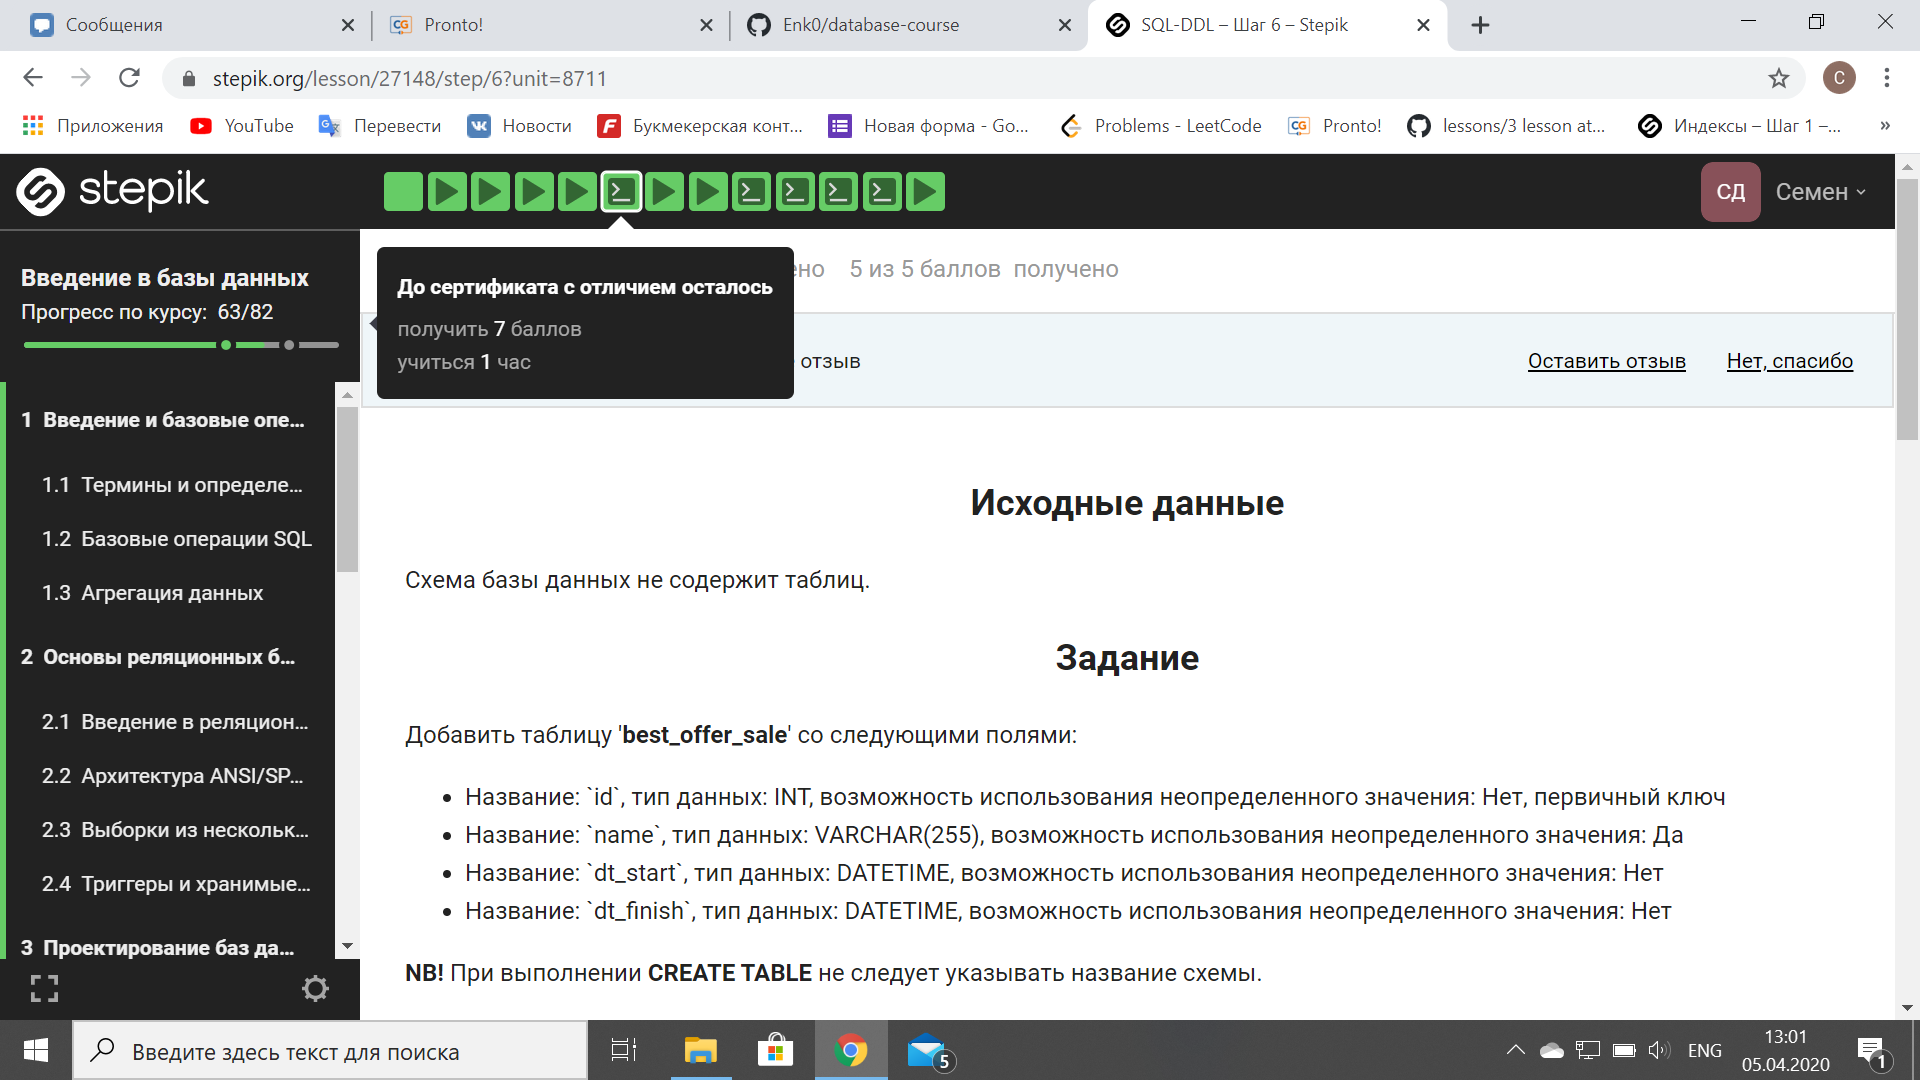 Сообщения
Pronto!
Enk0/database-course
SQL-DDL – Шаг 6 – Stepik
stepik.org/lesson/27148/step/6?unit=8711
С
Приложения
YouTube
Перевести
Новости
Букмекерская конт...
Новая форма - Go...
Problems - LeetCode
Pronto!
lessons/3 lesson at...
Индексы – Шаг 1 –...
»
stepik
СД Семен
Введение в базы данных
Прогресс по курсу: 63/82
До сертификата с отличием осталось
получить 7 баллов
учиться 1 час
ено 5 из 5 баллов получено
отзыв
Оставить отзыв
Нет, спасибо
1 Введение и базовые опе...
1.1 Термины и определе...
1.2 Базовые операции SQL
1.3 Агрегация данных
2 Основы реляционных б...
2.1 Введение в реляцион...
2.2 Архитектура ANSI/SP...
2.3 Выборки из нескольк...
2.4 Триггеры и хранимые...
3 Проектирование баз да...
Исходные данные
Схема базы данных не содержит таблиц.
Задание
Добавить таблицу 'best_offer_sale' со следующими полями:
• Название: `id`, тип данных: INT, возможность использования неопределенного значения: Нет, первичный ключ
• Название: `name`, тип данных: VARCHAR(255), возможность использования неопределенного значения: Да
• Название: `dt_start`, тип данных: DATETIME, возможность использования неопределенного значения: Нет
• Название: `dt_finish`, тип данных: DATETIME, возможность использования неопределенного значения: Нет
NB! При выполнении CREATE TABLE не следует указывать название схемы.
Введите здесь текст для поиска
5
ENG
13:01
05.04.2020
1